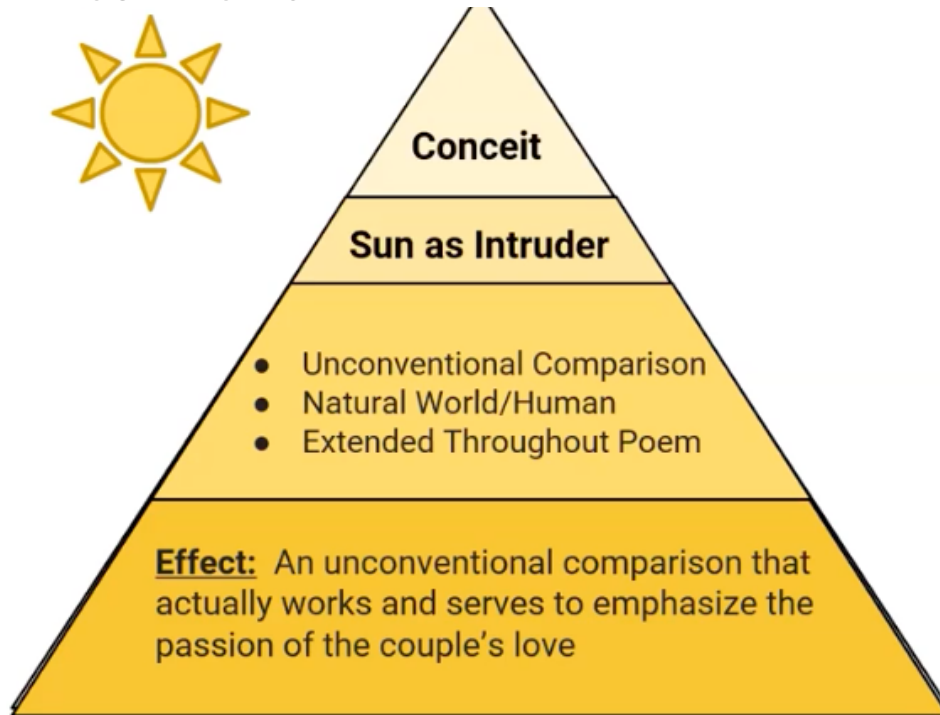 Conceit
Sun as Intruder
● Unconventional Comparison
● Natural World/Human
● Extended Throughout Poem
Effect: An unconventional comparison that
actually works and serves to emphasize the
passion of the couple's love